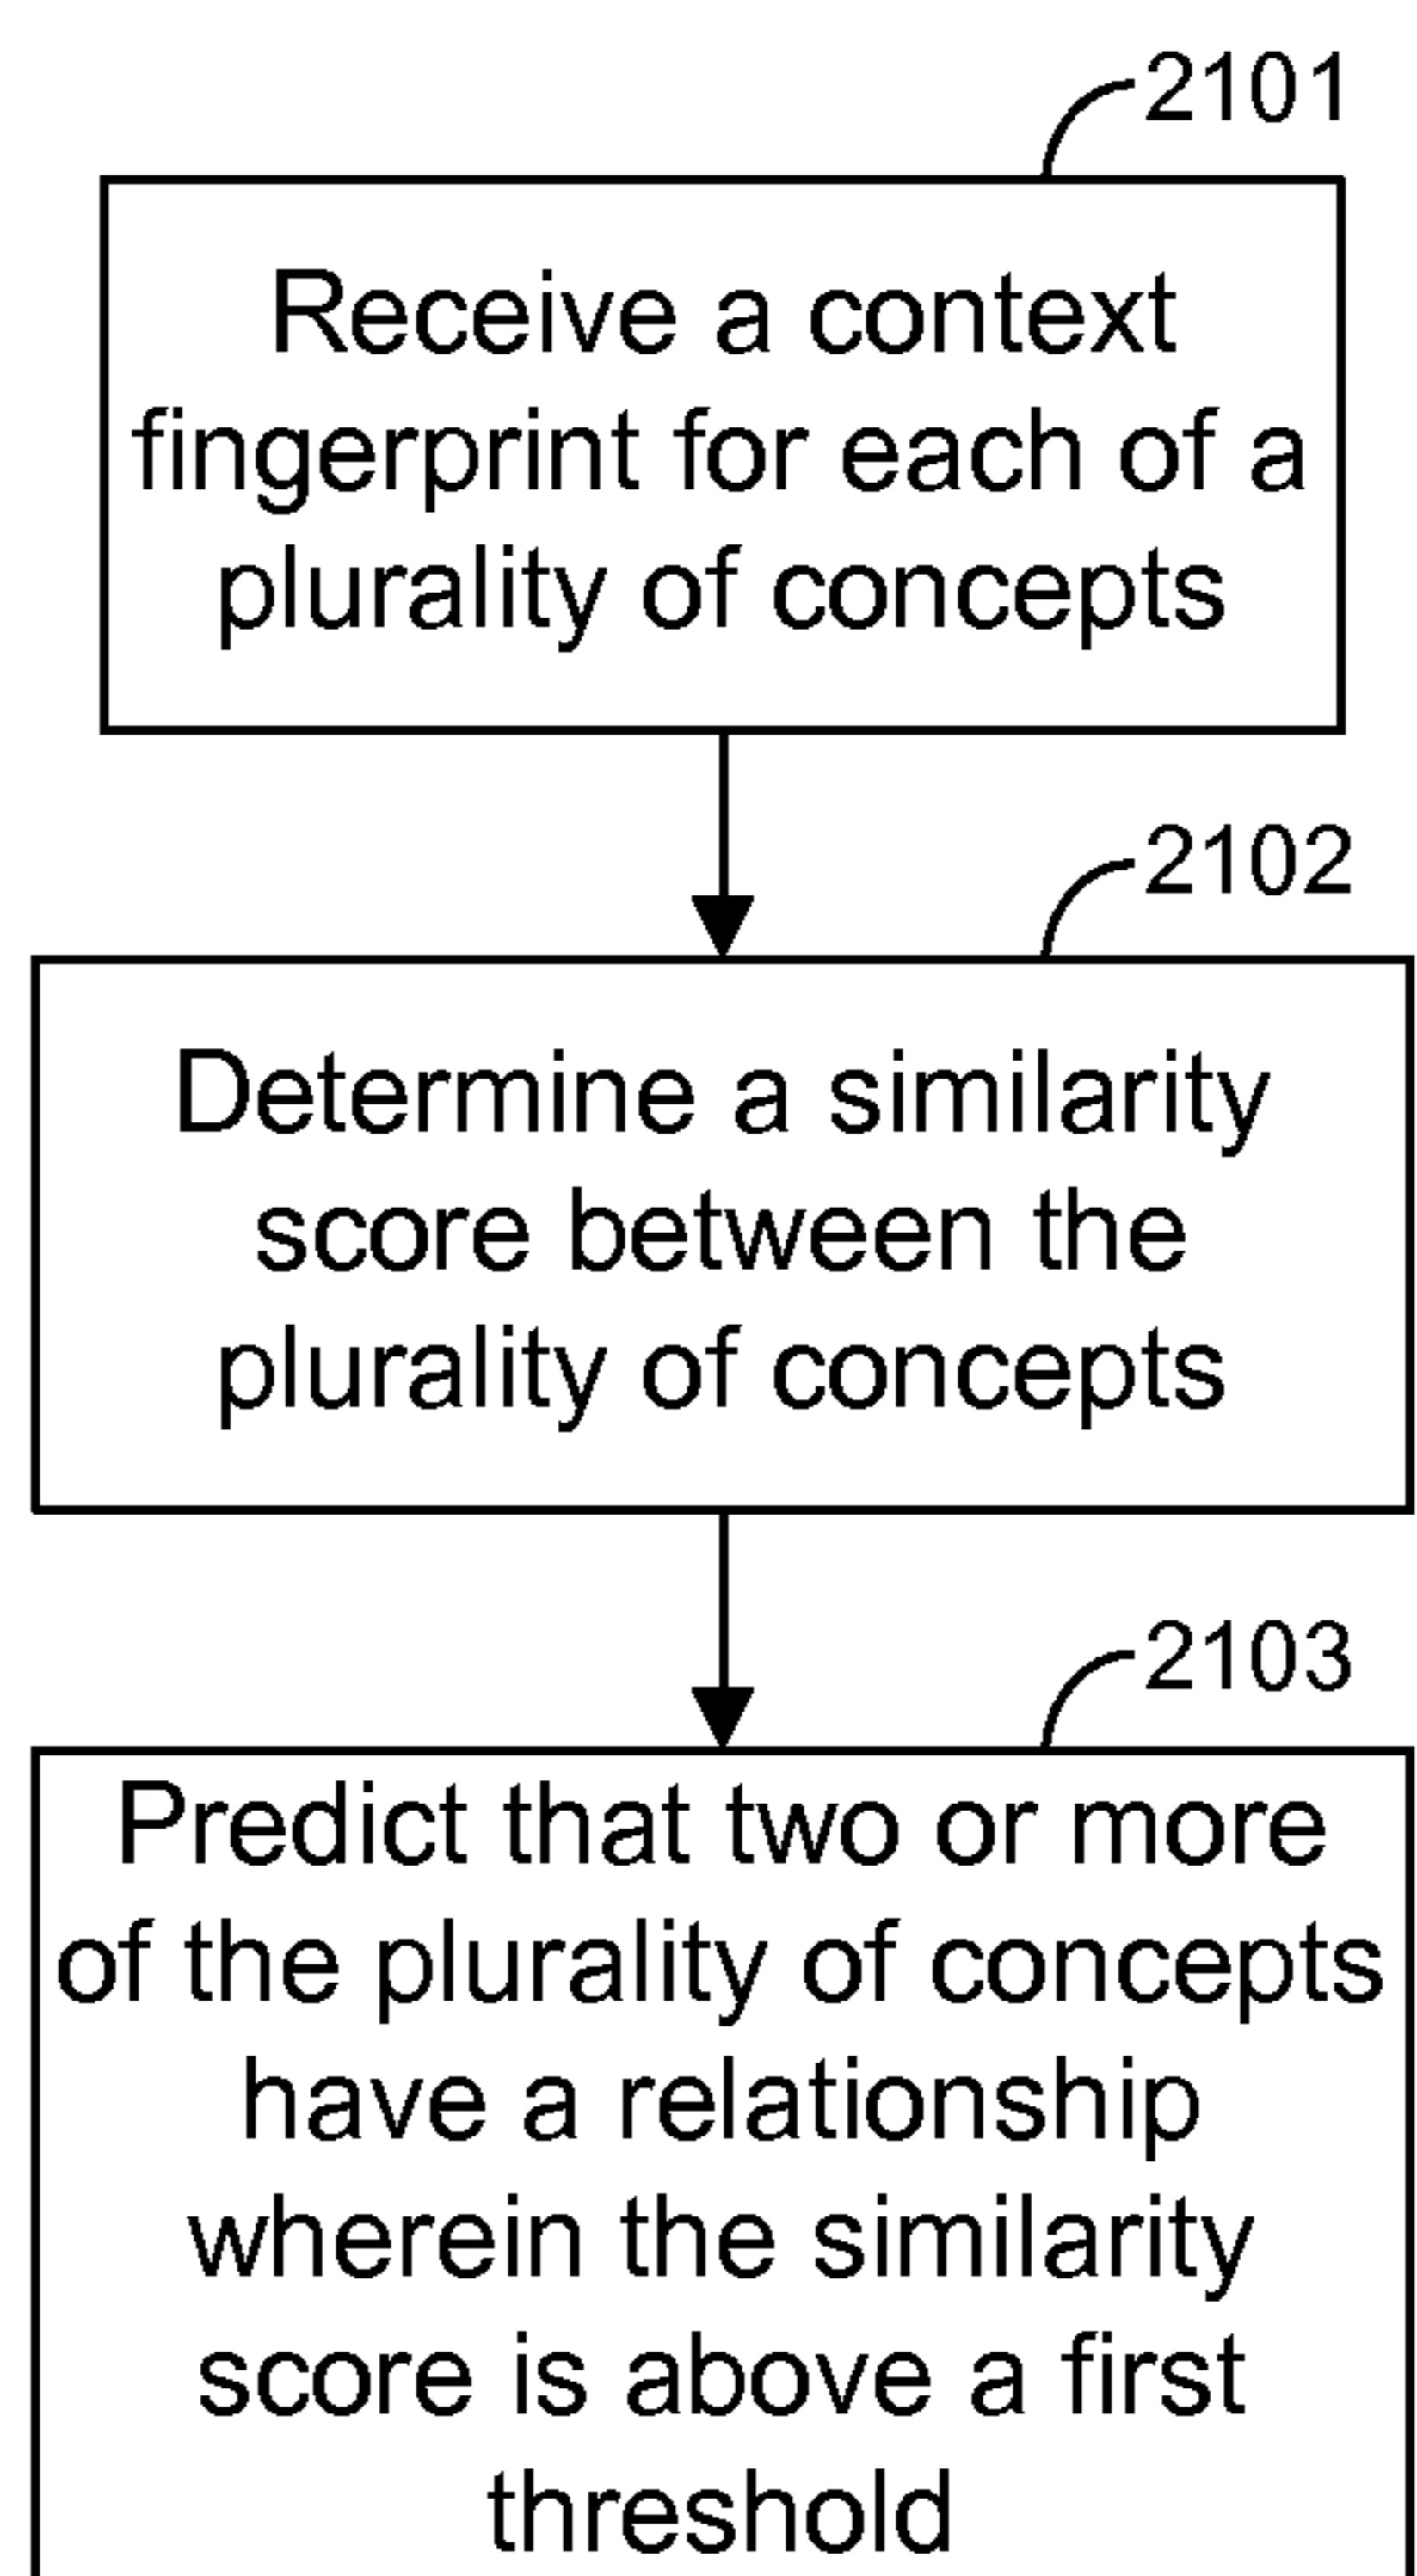 2101
Receive a context
fingerprint for each of a
plurality of concepts
2102
Determine a similarity
score between the
plurality of concepts
2103
Predict that two or more
of the plurality of concepts
have a relationship
wherein the similarity
score is above a first
threshold